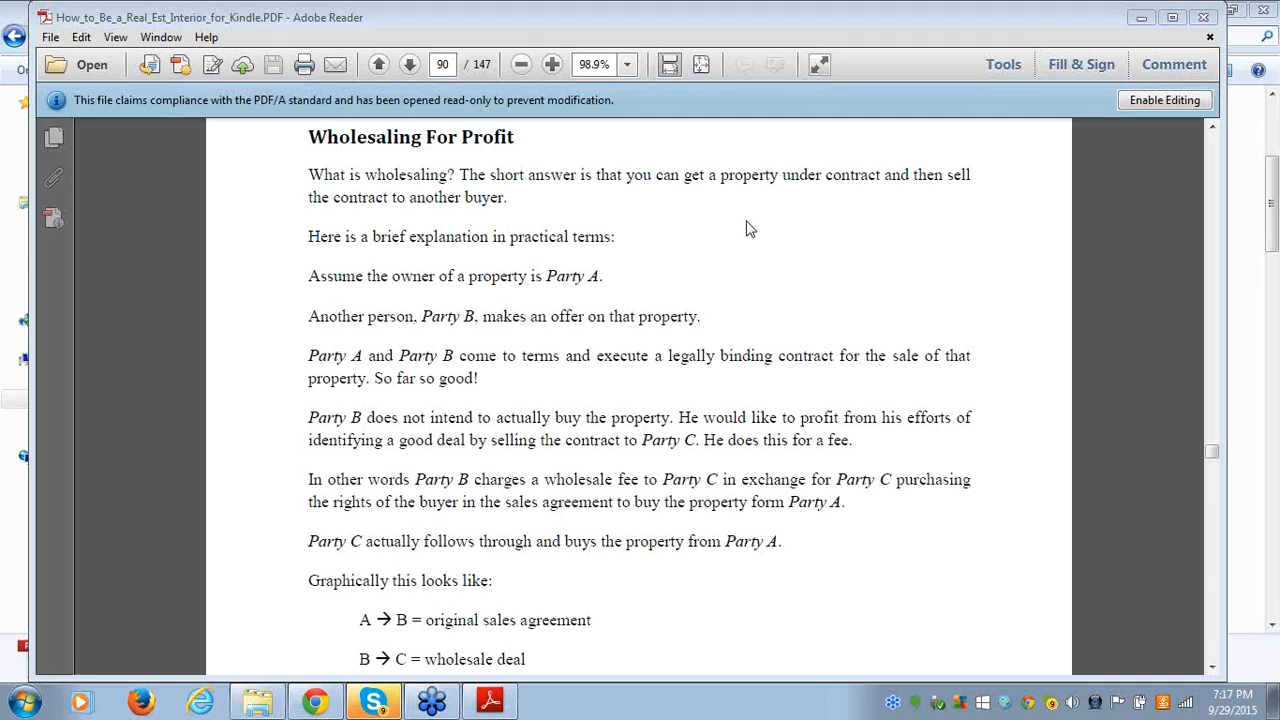 How_to_Be_a_Real_Est_Interior_for_Kindle.PDF - Adobe Reader
File Edit View Window Help
Open 90 / 147 98.9% Tools Fill & Sign Comment
This file claims compliance with the PDF/A standard and has been opened read-only to prevent modification. Enable Editing
Wholesaling For Profit
What is wholesaling? The short answer is that you can get a property under contract and then sell
the contract to another buyer.
Here is a brief explanation in practical terms:
Assume the owner of a property is Party A.
Another person, Party B, makes an offer on that property.
Party A and Party B come to terms and execute a legally binding contract for the sale of that
property. So far so good!
Party B does not intend to actually buy the property. He would like to profit from his efforts of
identifying a good deal by selling the contract to Party C. He does this for a fee.
In other words Party B charges a wholesale fee to Party C in exchange for Party C purchasing
the rights of the buyer in the sales agreement to buy the property form Party A.
Party C actually follows through and buys the property from Party A.
Graphically this looks like:
A → B = original sales agreement
B → C = wholesale deal
7:17 PM
9/29/2015